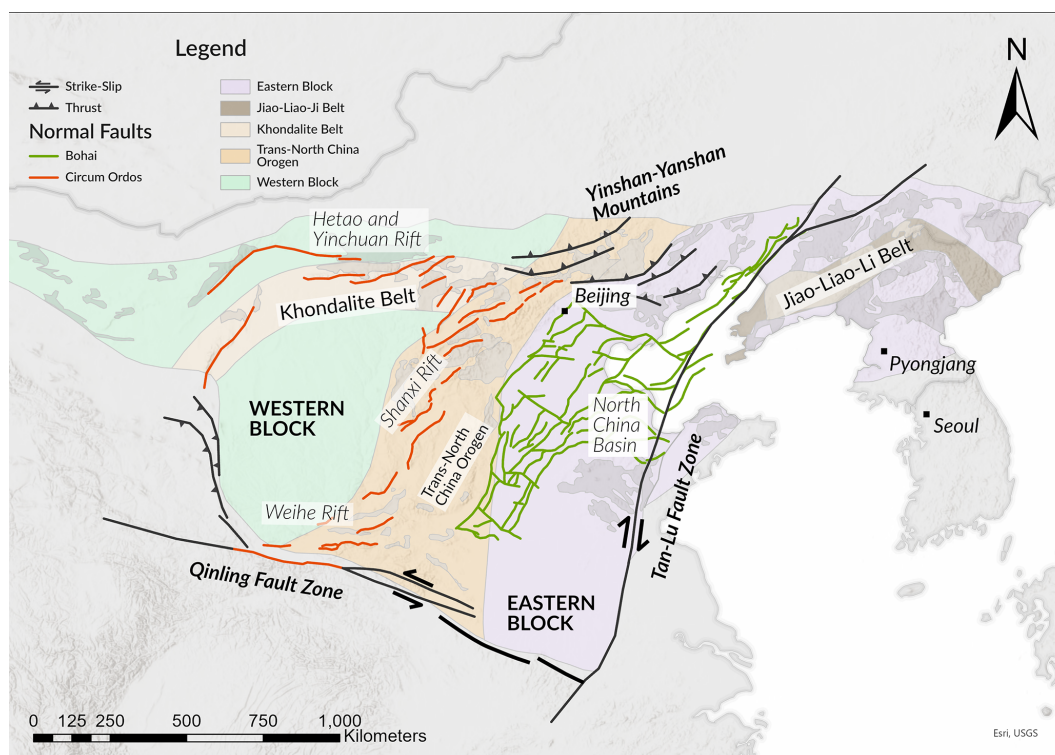 Legend
Strike-Slip
Thrust
Normal Faults
Bohai
Circum Ordos
Eastern Block
Jiao-Liao-Ji Belt
Khondalite Belt
Trans-North China
Orogen
Western Block
N
Yinshan-Yanshan
Mountains
Hetao and
Yinchuan Rift
Khondalite Belt
Beijing
Jiao-Liao-Li Belt
Pyongjang
Seoul
Shanxi Rift
WESTERN
BLOCK
North
China
Basin
Trans-North
China Orogen
Weihe Rift
Tan-Lu Fault Zone
Qinling Fault Zone
EASTERN
BLOCK
0 125 250 500 750 1,000
Kilometers
Esri, USGS